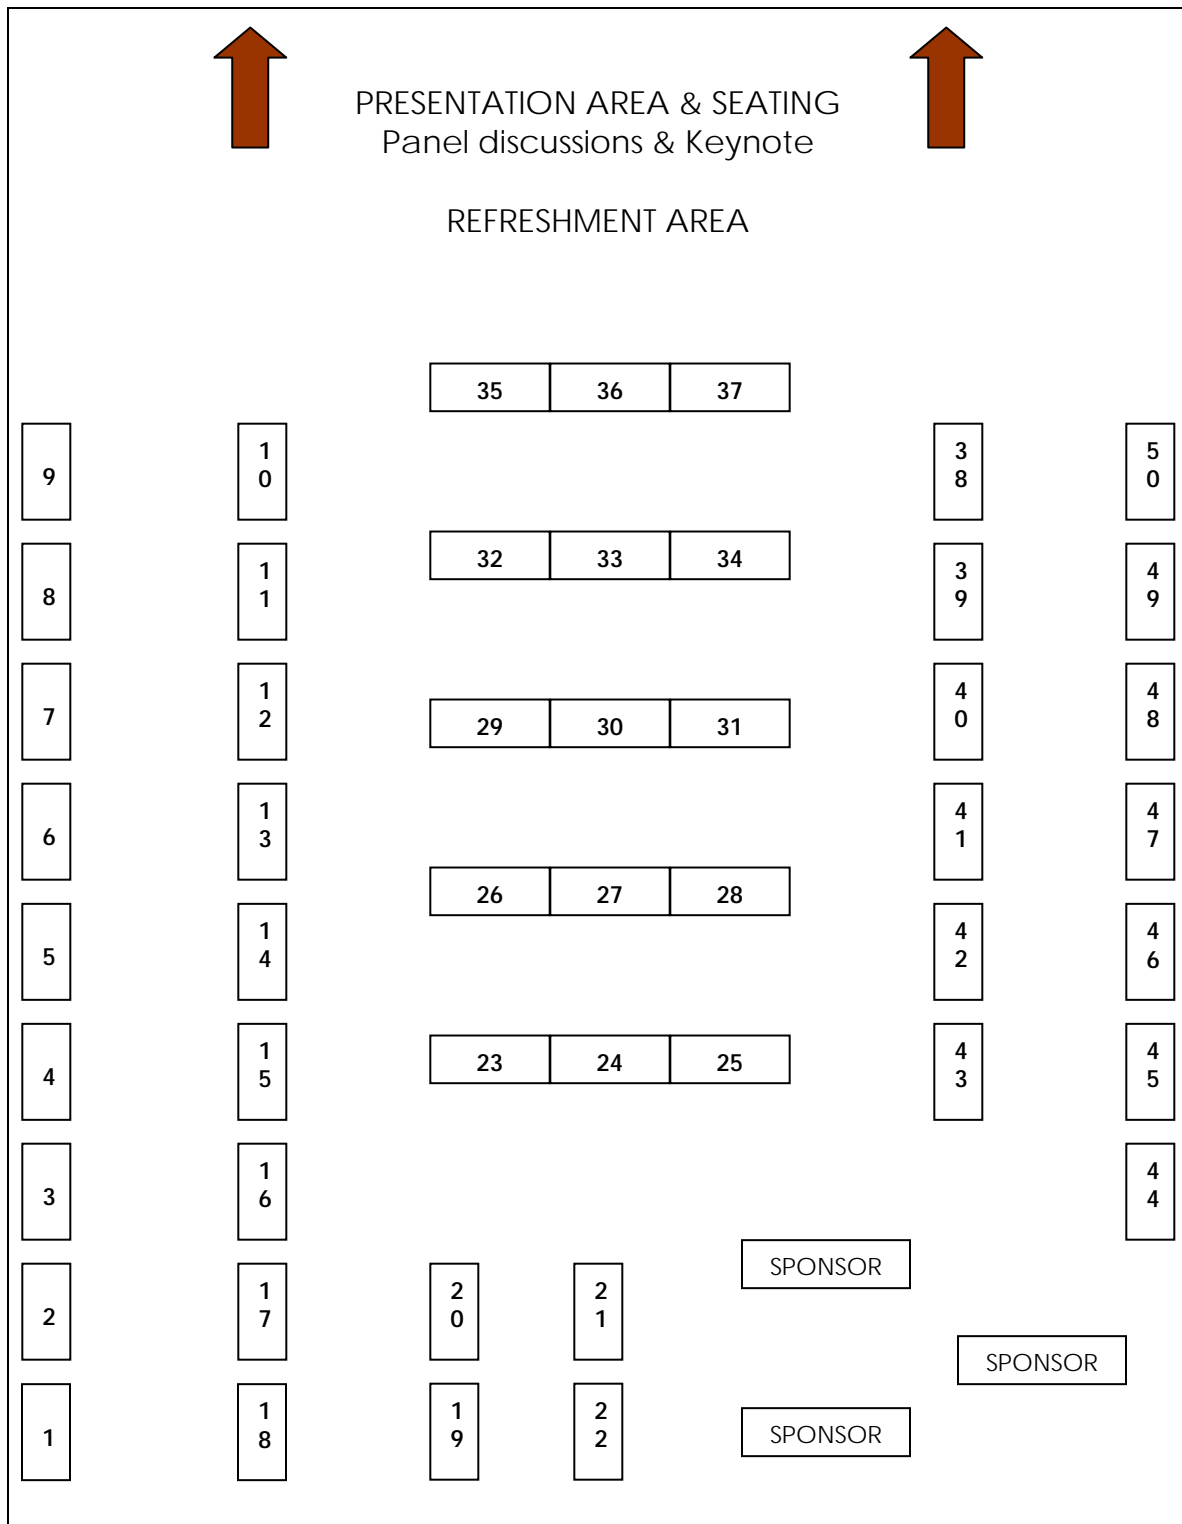 PRESENTATION AREA & SEATING
Panel discussions & Keynote
REFRESHMENT AREA
35 36 37
9 10 38 50
32 33 34
8 11 39 49
7 12 40 48
29 30 31
6 13 41 47
26 27 28
5 14 42 46
23 24 25
4 15 43 45
3 16 44
SPONSOR
2 17 20 21
SPONSOR
1 18 19 22
SPONSOR